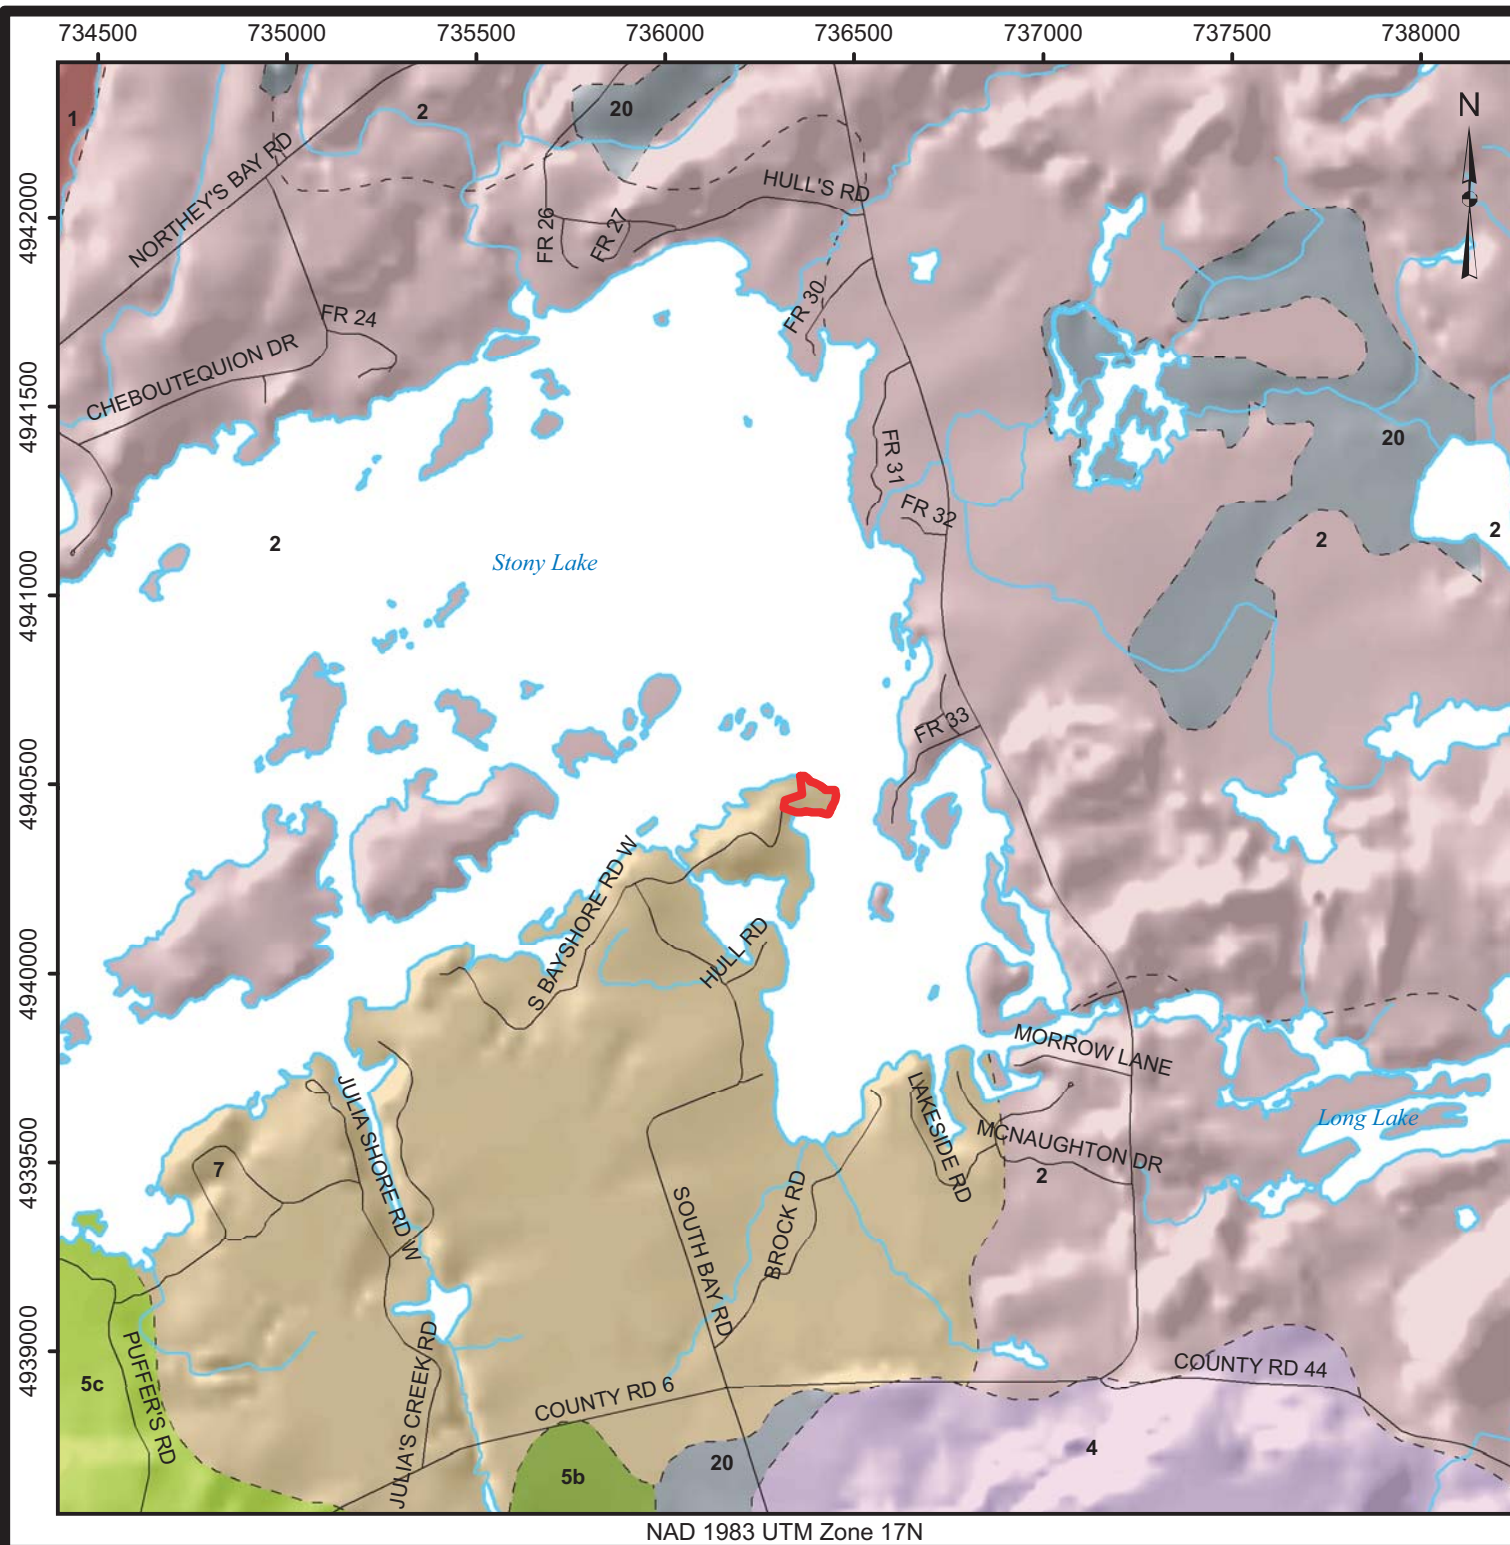 734500 735000 735500 736000 736500 737000 737500 738000
N
1
2
20
NORTHEY'S BAY RD
HULL'S RD
4942000
FR 26
FR 27
FR 30
FR 24
CHEBOUTEQUION DR
4941500
FR 31
20
FR 32
2
Stony Lake
2
2
4941000
FR 33
4940500
S BAYSHORE RD W
HULL RD
4940000
MORROW LANE
JULIA SHORE RD W
LAKESIDE RD
Long Lake
MCNAUGHTON DR
4939500
7
2
SOUTH BAY RD
BROCK RD
4939000
PUFFER'S RD
JULIA'S CREEK RD
COUNTY RD 44
5c
COUNTY RD 6
4
5b
20
NAD 1983 UTM Zone 17N